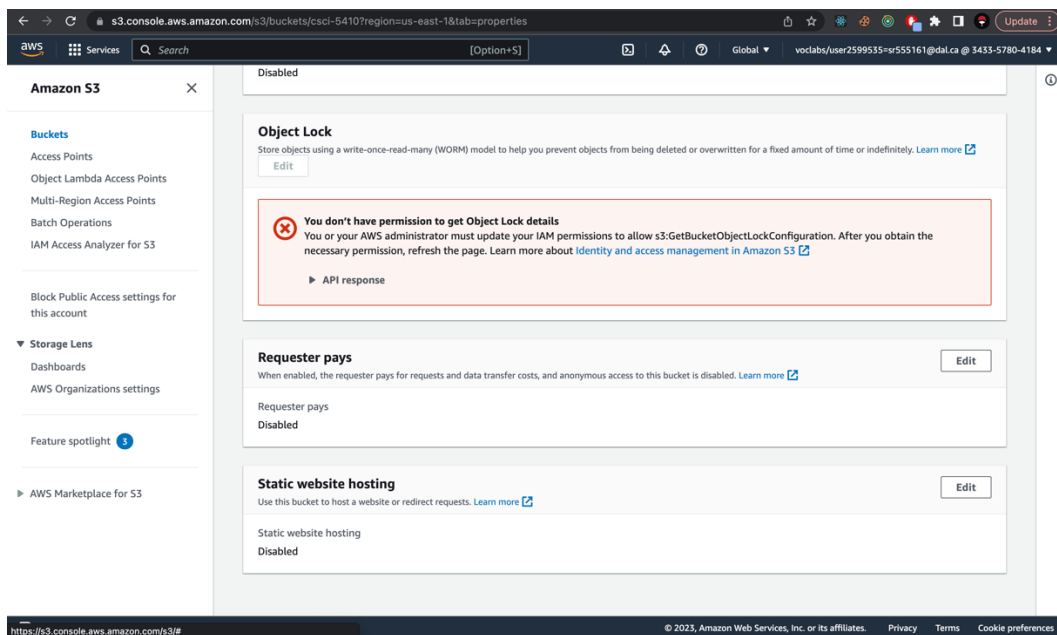 s3.console.aws.amazon.com/s3/buckets/csci-5410?region=us-east-1&tab=properties
Update
aws
Services
Search
[Option+S]
Global
voclabs/user2599535=sr555161@dal.ca @ 3433-5780-4184
Amazon S3
Buckets
Access Points
Object Lambda Access Points
Multi-Region Access Points
Batch Operations
IAM Access Analyzer for S3
Block Public Access settings for
this account
Storage Lens
Dashboards
AWS Organizations settings
Feature spotlight 3
AWS Marketplace for S3
Disabled
Object Lock
Store objects using a write-once-read-many (WORM) model to help you prevent objects from being deleted or overwritten for a fixed amount of time or indefinitely. Learn more
Edit
You don't have permission to get Object Lock details
You or your AWS administrator must update your IAM permissions to allow s3:GetBucketObjectLockConfiguration. After you obtain the
necessary permission, refresh the page. Learn more about Identity and access management in Amazon S3
API response
Requester pays
Edit
When enabled, the requester pays for requests and data transfer costs, and anonymous access to this bucket is disabled. Learn more
Requester pays
Disabled
Static website hosting
Edit
Use this bucket to host a website or redirect requests. Learn more
Static website hosting
Disabled
https://s3.console.aws.amazon.com/s3/#
© 2023, Amazon Web Services, Inc. or its affiliates.
Privacy
Terms
Cookie preferences